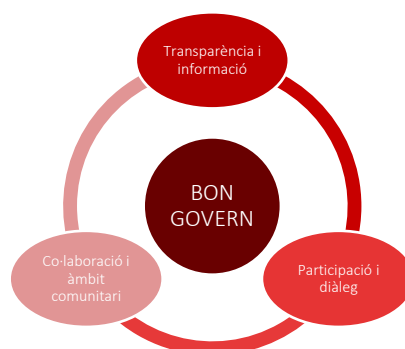 Transparència i
informació
BON
GOVERN
Co·laboració i
àmbit
comunitari
Participació i
diàleg